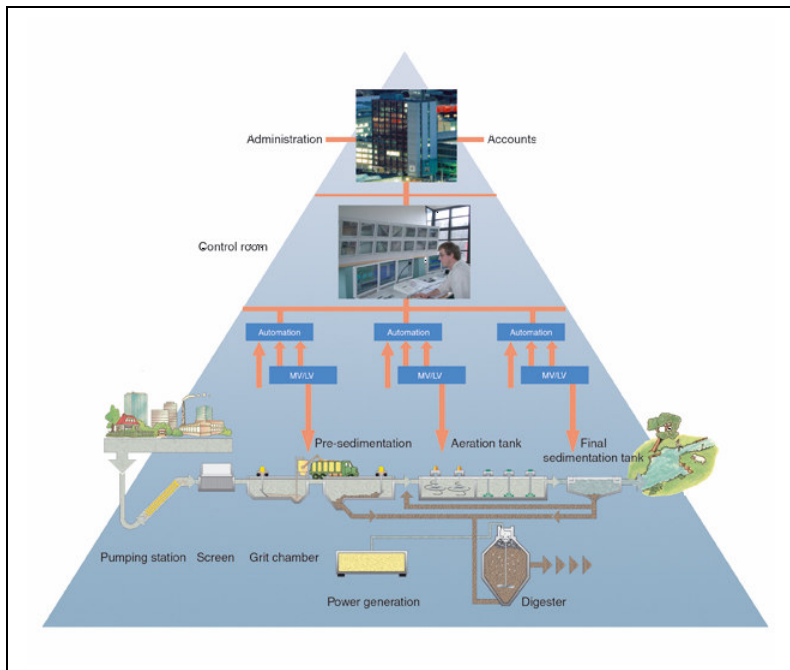 Administration
Accounts
Control room
Automation
Automation
Automation
MV/LV
MV/LV
MV/LV
Pre-sedimentation
Aeration tank
Final
sedimentation tank
Pumping station
Screen
Grit chamber
Power generation
Digester